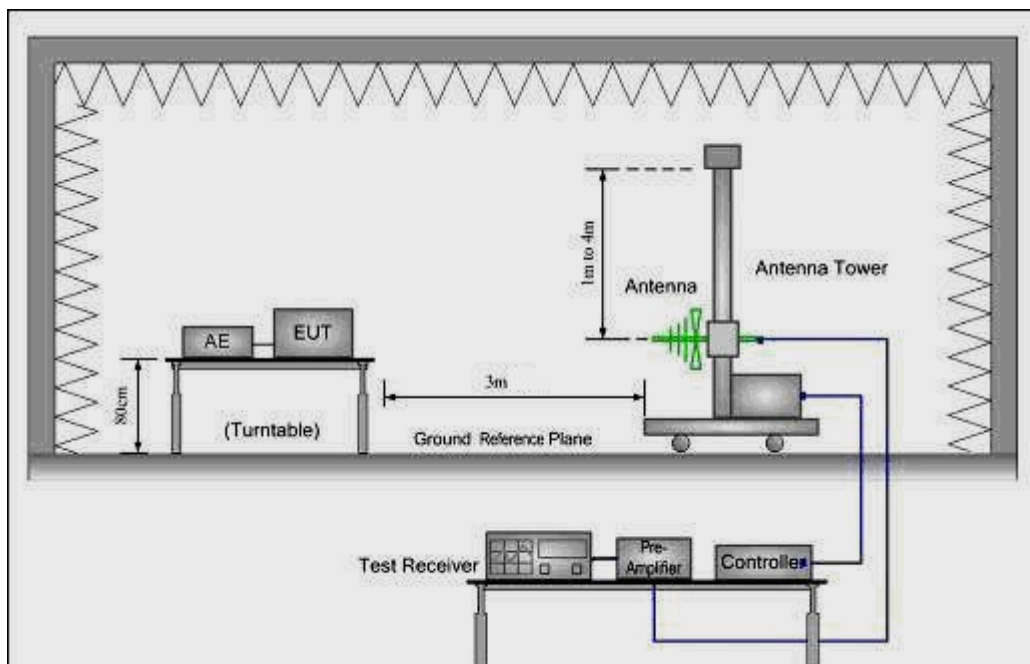 1m to 4m
Antenna Tower
Antenna
AE
EUT
3m
80cm
(Turntable)
Ground Reference Plane
Test Receiver
Pre-
Amplifier
Controller